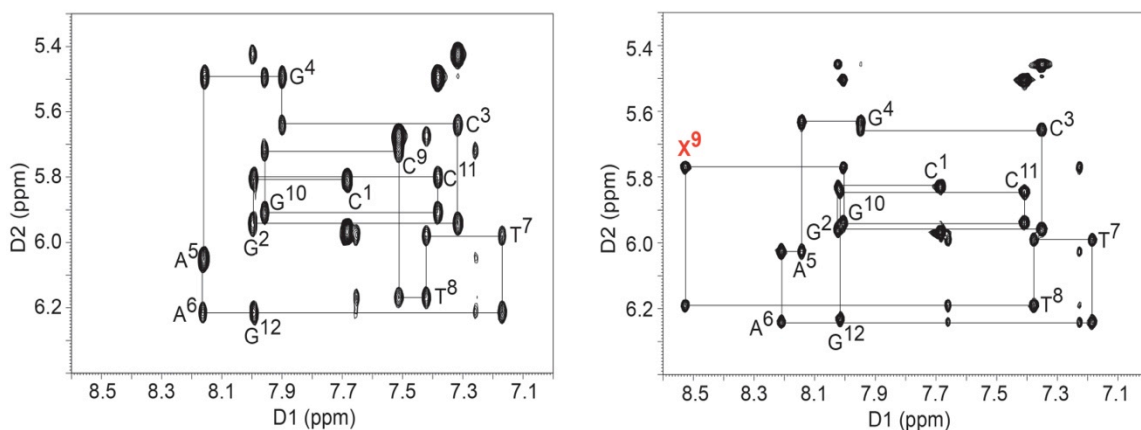 5.4
5.6
5.8
6.0
6.2
D2 (ppm)
8.5 8.3 8.1 7.9 7.7 7.5 7.3 7.1
D1 (ppm)
G⁴
C³
C⁹
C¹
C¹¹
G¹⁰
G²
T⁷
A⁵
T⁸
A⁶
G¹²
5.4
5.6
5.8
6.0
6.2
D2 (ppm)
8.5 8.3 8.1 7.9 7.7 7.5 7.3 7.1
D1 (ppm)
G⁴
C³
X⁹
C¹
C¹¹
G¹⁰
G²
T⁷
A⁵
T⁸
A⁶
G¹²